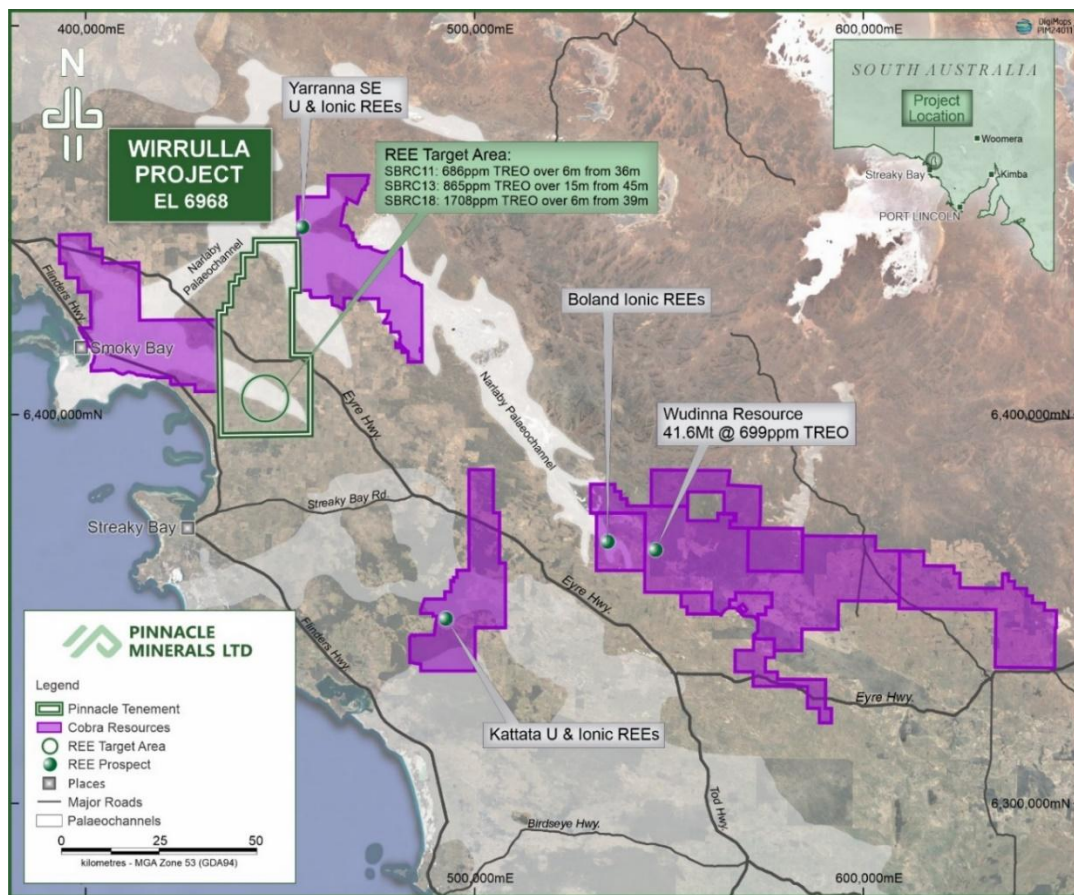 400,000mE
500,000mE
600,000mE
DigiMaps
PIM24011
N
WIRRULLA
PROJECT
EL 6968
Yarranna SE
U & Ionic REEs
REE Target Area:
SBRC11: 686ppm TREO over 6m from 36m
SBRC13: 865ppm TREO over 15m from 45m
SBRC18: 1708ppm TREO over 6m from 39m
SOUTH AUSTRALIA
Project
Location
Woomera
Streaky Bay
Kimba
PORT LINCOLN
Narlaby
Palaeochannel
Flinders Hwy.
Smoky Bay
Boland Ionic REEs
Narlaby Palaeochannel
Eyre Hwy.
Wudinna Resource
41.6Mt @ 699ppm TREO
6,400,000mN
6,400,000mN
Streaky Bay Rd.
Streaky Bay
Eyre Hwy.
Flinders Hwy.
Eyre Hwy.
Kattata U & Ionic REEs
Tod Hwy.
Birdseye Hwy.
6,300,000mN
PINNACLE
MINERALS LTD
Legend
Pinnacle Tenement
Cobra Resources
REE Target Area
REE Prospect
Places
Major Roads
Palaeochannels
0 25 50
kilometres - MGA Zone 53 (GDA94)
500,000mE
600,000mE